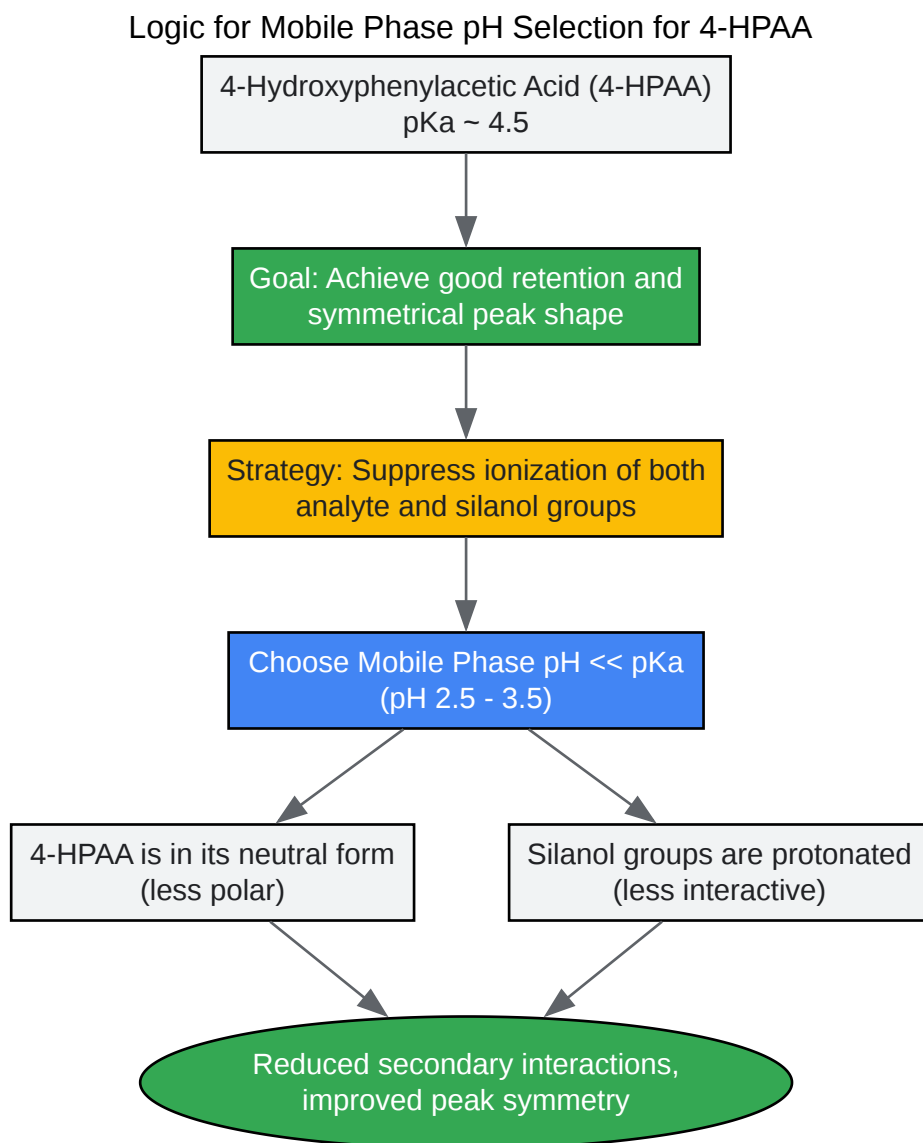 Logic for Mobile Phase pH Selection for 4-HPAA
4-Hydroxyphenylacetic Acid (4-HPAA)
pKa ~ 4.5
Goal: Achieve good retention and
symmetrical peak shape
Strategy: Suppress ionization of both
analyte and silanol groups
Choose Mobile Phase pH << pKa
(pH 2.5 - 3.5)
4-HPAA is in its neutral form
(less polar)
Silanol groups are protonated
(less interactive)
Reduced secondary interactions,
improved peak symmetry